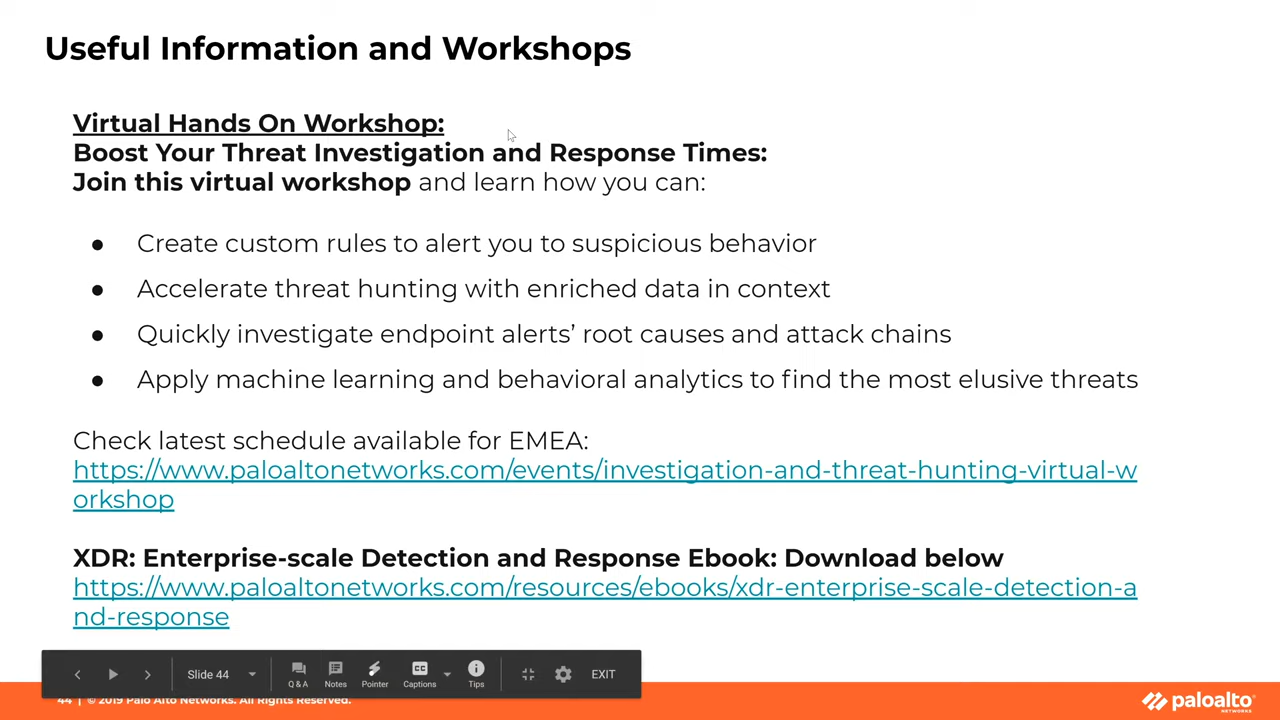 Useful Information and Workshops
Virtual Hands On Workshop:
Boost Your Threat Investigation and Response Times:
Join this virtual workshop and learn how you can:
● Create custom rules to alert you to suspicious behavior
● Accelerate threat hunting with enriched data in context
● Quickly investigate endpoint alerts’ root causes and attack chains
● Apply machine learning and behavioral analytics to find the most elusive threats
Check latest schedule available for EMEA:
https://www.paloaltonetworks.com/events/investigation-and-threat-hunting-virtual-w
orkshop
XDR: Enterprise-scale Detection and Response Ebook: Download below
https://www.paloaltonetworks.com/resources/ebooks/xdr-enterprise-scale-detection-a
nd-response
Slide 44 Q & A Notes Pointer CC Captions Tips EXIT
44 | © 2019 Palo Alto Networks. All Rights Reserved.
paloalto
NETWORKS